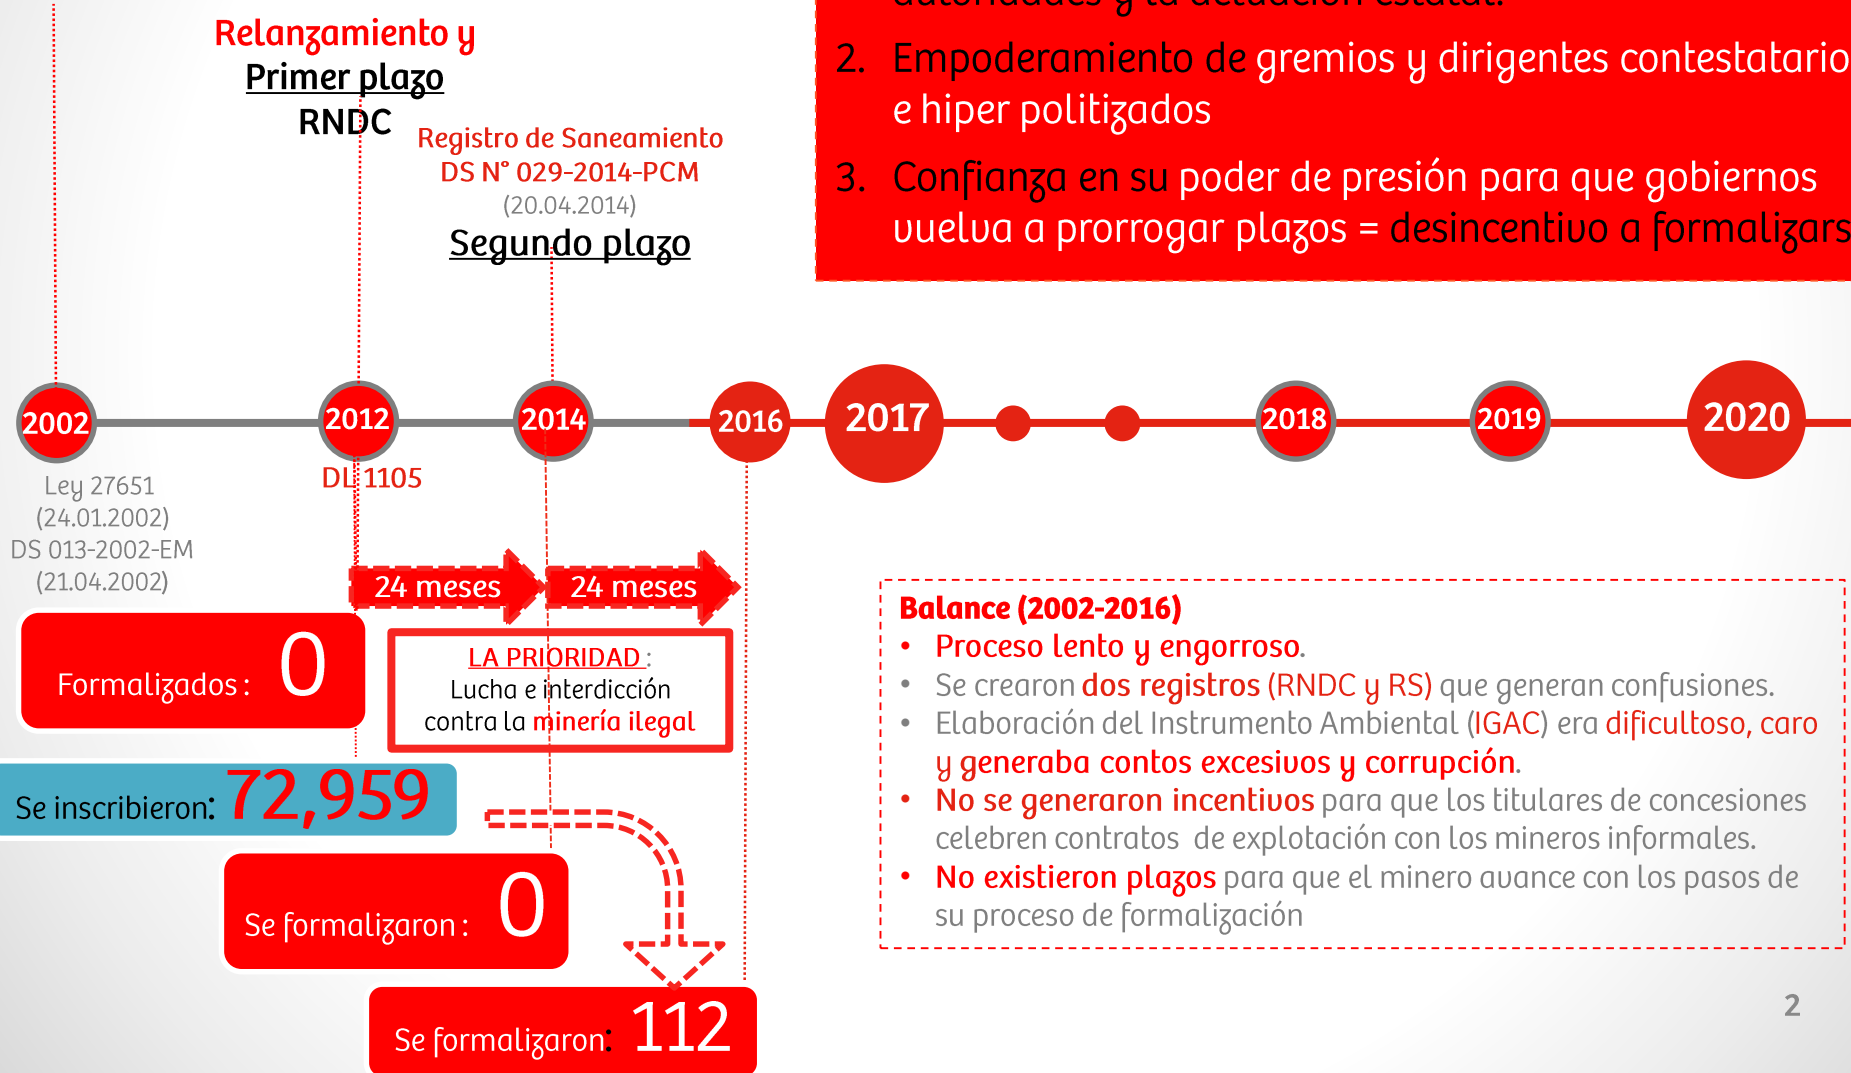 Relanzamiento y
Primer plazo
RNDC
Registro de Saneamiento
DS N° 029-2014-PCM
(20.04.2014)
Segundo plazo
autoridades y la actuación estatal.
2. Empoderamiento de gremios y dirigentes contestatario
e hiper politizados
3. Confianza en su poder de presión para que gobiernos
vuelva a prorrogar plazos = desincentivo a formalizars
2002
2012
2014
2016
2017
2018
2019
2020
Ley 27651
(24.01.2002)
DS 013-2002-EM
(21.04.2002)
DL 1105
24 meses
24 meses
LA PRIORIDAD :
Lucha e interdicción
contra la minería ilegal
Formalizados : 0
Se inscribieron: 72,959
Se formalizaron : 0
Se formalizaron: 112
Balance (2002-2016)
• Proceso lento y engorroso.
• Se crearon dos registros (RNDC y RS) que generan confusiones.
• Elaboración del Instrumento Ambiental (IGAC) era dificultoso, caro
y generaba contos excesivos y corrupción.
• No se generaron incentivos para que los titulares de concesiones
celebren contratos de explotación con los mineros informales.
• No existieron plazos para que el minero avance con los pasos de
su proceso de formalización
2